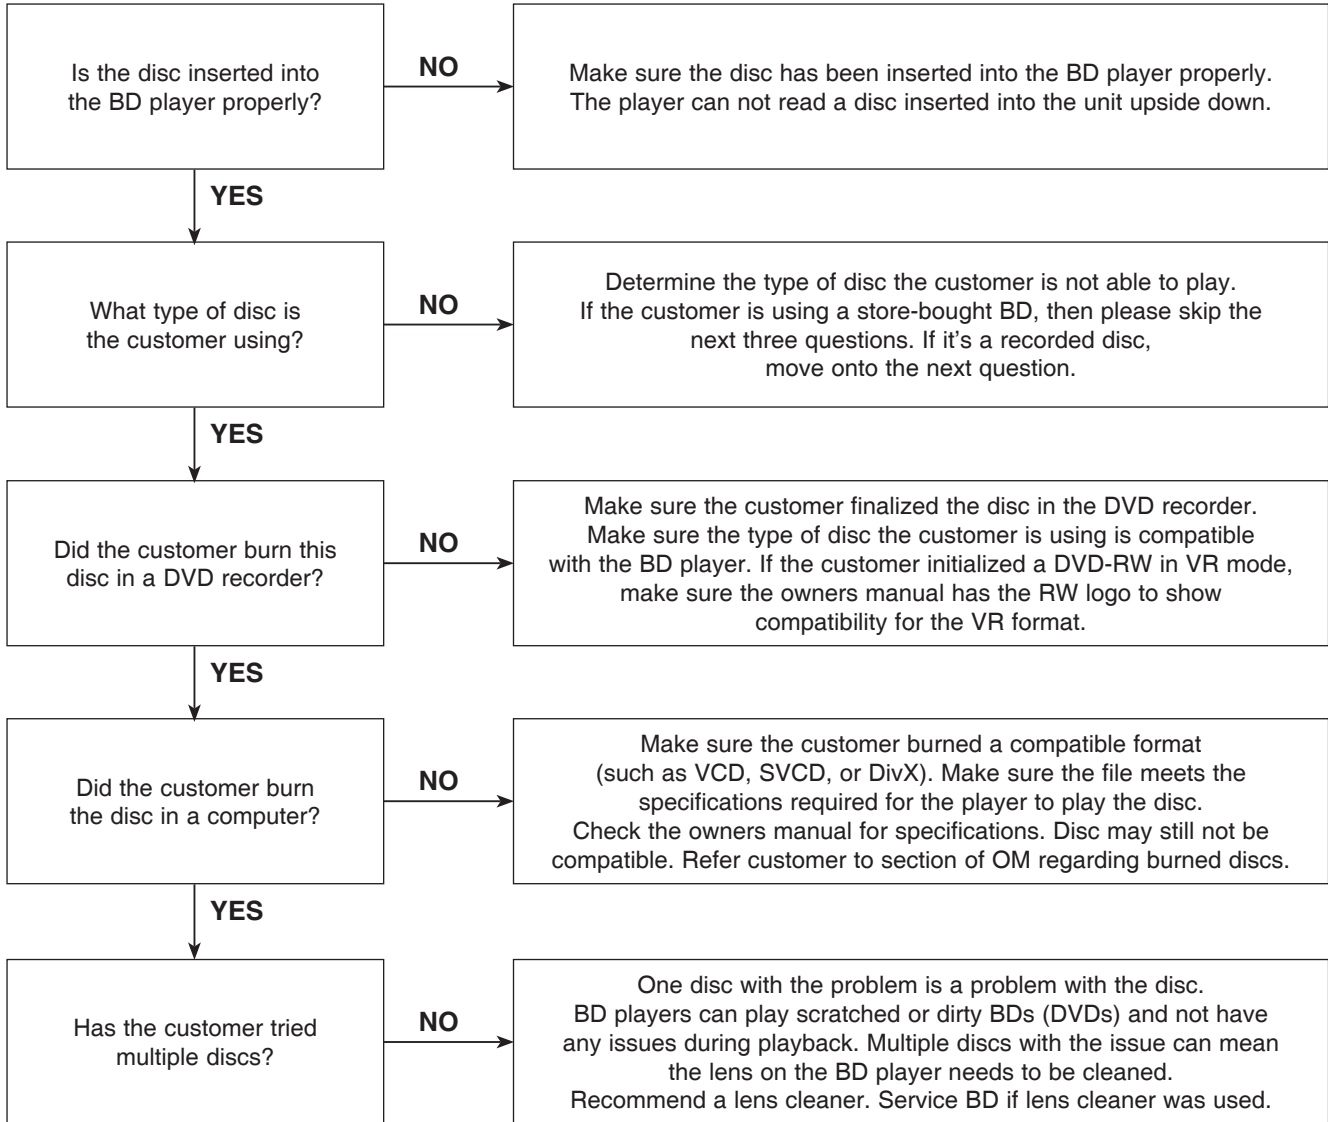 Is the disc inserted into
the BD player properly?
NO
Make sure the disc has been inserted into the BD player properly.
The player can not read a disc inserted into the unit upside down.
YES
What type of disc is
the customer using?
NO
Determine the type of disc the customer is not able to play.
If the customer is using a store-bought BD, then please skip the
next three questions. If it's a recorded disc,
move onto the next question.
YES
Did the customer burn this
disc in a DVD recorder?
NO
Make sure the customer finalized the disc in the DVD recorder.
Make sure the type of disc the customer is using is compatible
with the BD player. If the customer initialized a DVD-RW in VR mode,
make sure the owners manual has the RW logo to show
compatibility for the VR format.
YES
Did the customer burn
the disc in a computer?
NO
Make sure the customer burned a compatible format
(such as VCD, SVCD, or DivX). Make sure the file meets the
specifications required for the player to play the disc.
Check the owners manual for specifications. Disc may still not be
compatible. Refer customer to section of OM regarding burned discs.
YES
Has the customer tried
multiple discs?
NO
One disc with the problem is a problem with the disc.
BD players can play scratched or dirty BDs (DVDs) and not have
any issues during playback. Multiple discs with the issue can mean
the lens on the BD player needs to be cleaned.
Recommend a lens cleaner. Service BD if lens cleaner was used.